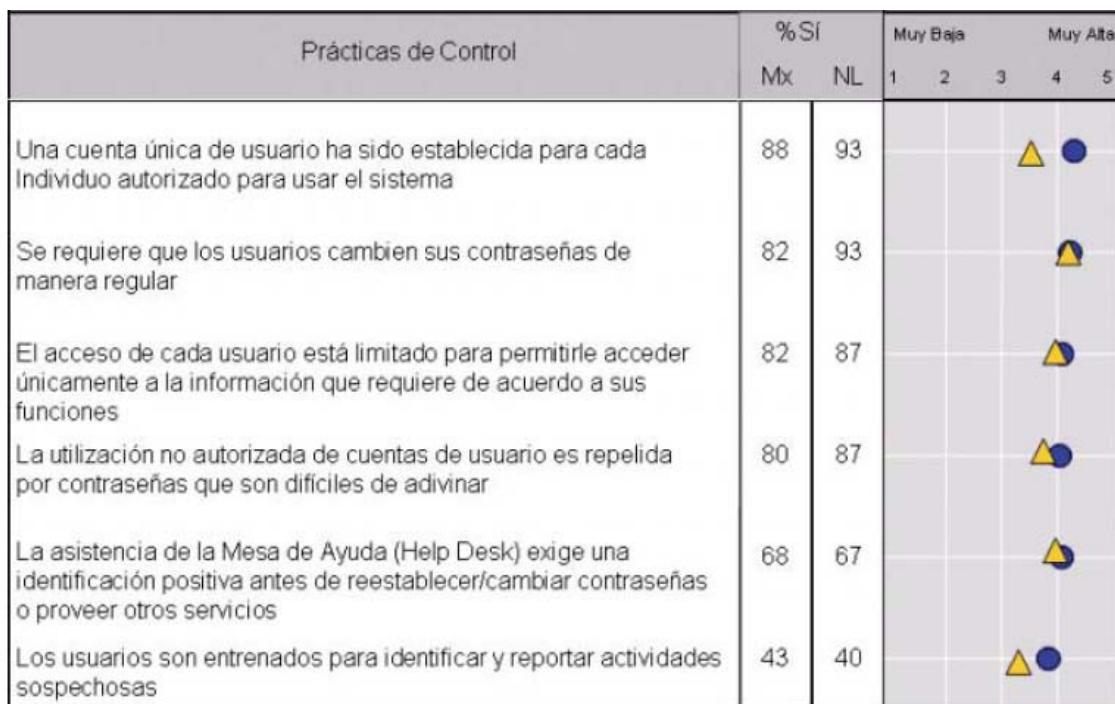 Prácticas de Control
%Sí
Mx NL
Muy Baja Muy Alta
1 2 3 4 5
Una cuenta única de usuario ha sido establecida para cada
Individuo autorizado para usar el sistema
88 93
Se requiere que los usuarios cambien sus contraseñas de
manera regular
82 93
El acceso de cada usuario está limitado para permitirle acceder
únicamente a la información que requiere de acuerdo a sus
funciones
82 87
La utilización no autorizada de cuentas de usuario es repelida
por contraseñas que son difíciles de adivinar
80 87
La asistencia de la Mesa de Ayuda (Help Desk) exige una
identificación positiva antes de reestablecer/cambiar contraseñas
o proveer otros servicios
68 67
Los usuarios son entrenados para identificar y reportar actividades
sospechosas
43 40